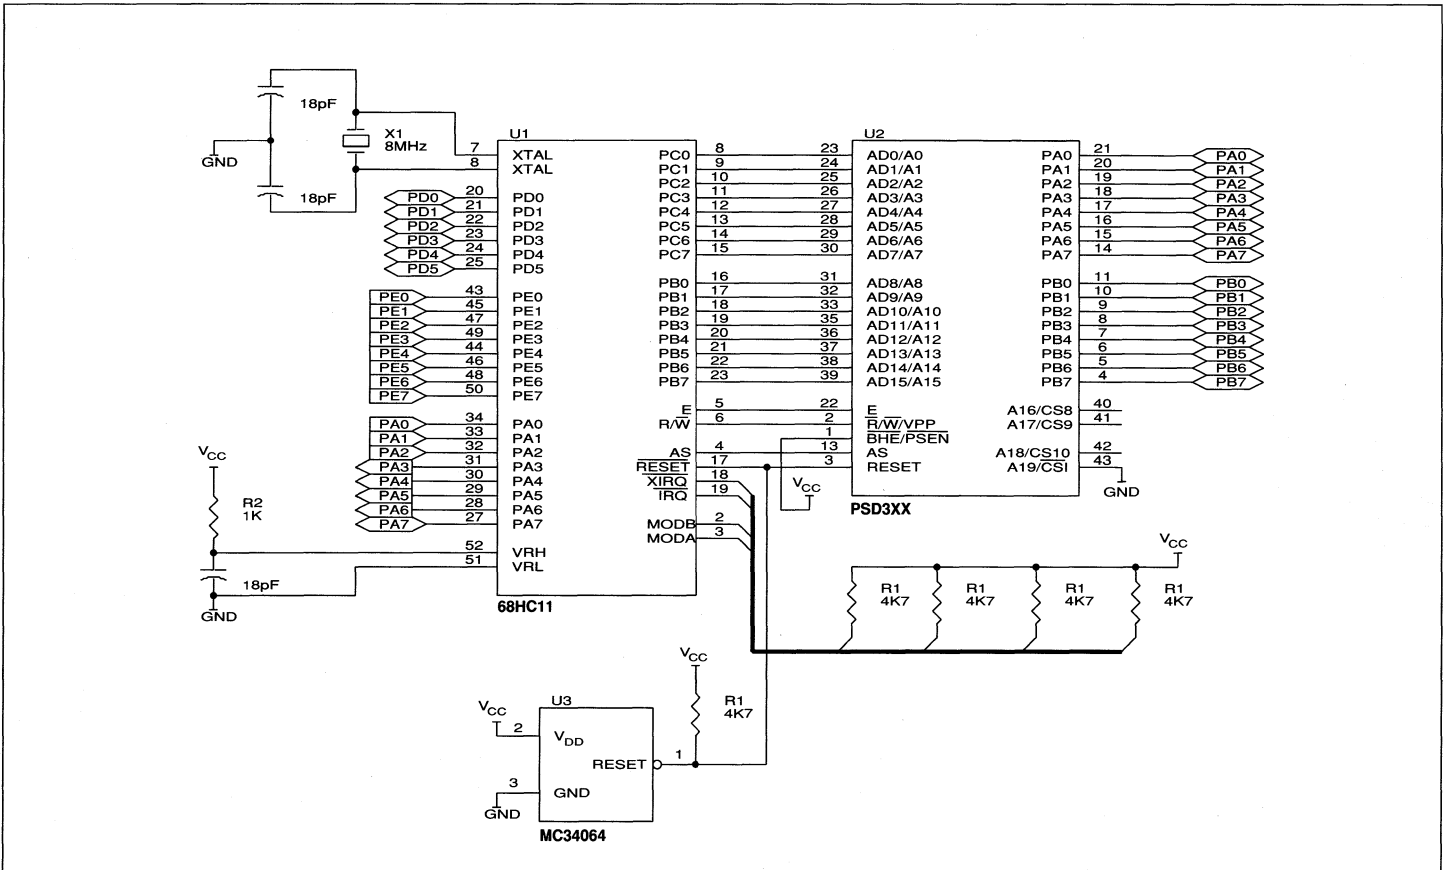 18pF
GND
X1
8MHz
18pF
U1
7 XTAL PC0 8
8 XTAL PC1 9
PC2 10
PD0 20 PD0 PC3 11
PD1 21 PD1 PC4 12
PD2 22 PD2 PC5 13
PD3 23 PD3 PC6 14
PD4 24 PD4 PC7 15
PD5 25 PD5
PB0 16
PE0 43 PE0 PB1 17
PE1 45 PE1 PB2 18
PE2 47 PE2 PB3 19
PE3 49 PE3 PB4 20
PE4 44 PE4 PB5 21
PE5 46 PE5 PB6 22
PE6 48 PE6 PB7 23
PE7 50 PE7
E 5
PA0 34 PA0 R/W 6
PA1 33 PA1
PA2 32 PA2 AS 4
PA3 31 PA3 RESET 17
PA4 30 PA4 XIRQ 18
PA5 29 PA5 IRQ 19
PA6 28 PA6
PA7 27 PA7 MODB 2
MODA 3
52 VRH
51 VRL
68HC11
VCC
R2
1K
18pF
GND
U2
23 AD0/A0 PA0 21 PA0
24 AD1/A1 PA1 20 PA1
25 AD2/A2 PA2 19 PA2
26 AD3/A3 PA3 18 PA3
27 AD4/A4 PA4 17 PA4
28 AD5/A5 PA5 16 PA5
29 AD6/A6 PA6 15 PA6
30 AD7/A7 PA7 14 PA7
31 AD8/A8 PB0 11 PB0
32 AD9/A9 PB1 10 PB1
33 AD10/A10 PB2 9 PB2
35 AD11/A11 PB3 8 PB3
36 AD12/A12 PB4 7 PB4
37 AD13/A13 PB5 6 PB5
38 AD14/A14 PB6 5 PB6
39 AD15/A15 PB7 4 PB7
22 E A16/CS8 40
2 R/W/VPP A17/CS9 41
1 BHE/PSEN
13 AS A18/CS10 42
3 RESET A19/CSI 43
VCC
GND
PSD3XX
VCC
R1
4K7
R1
4K7
R1
4K7
R1
4K7
VCC
R1
4K7
U3
VCC
2 VDD
RESET 1
3 GND
GND
MC34064